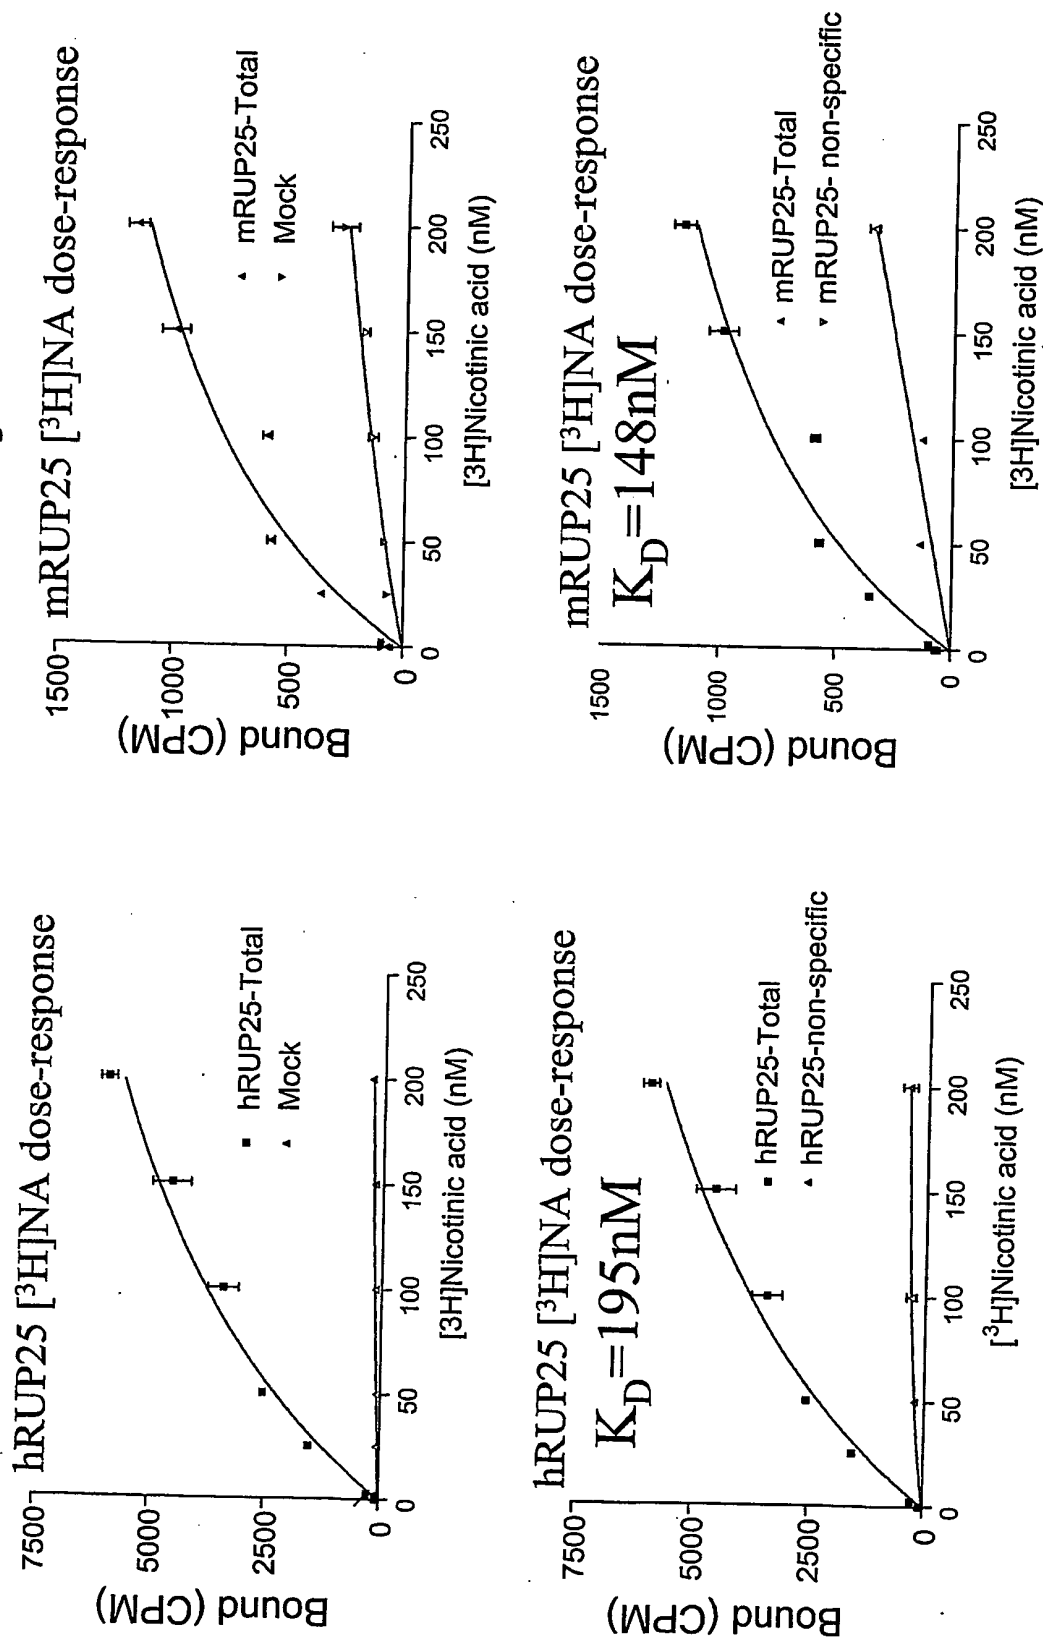 hRUP25 [³H]NA dose-response
7500
5000
2500
0
Bound (CPM)
hRUP25-Total
Mock
0 50 100 150 200 250
[3H]Nicotinic acid (nM)
mRUP25 [³H]NA dose-response
1500
1000
500
0
Bound (CPM)
mRUP25-Total
Mock
0 50 100 150 200 250
[3H]Nicotinic acid (nM)
hRUP25 [³H]NA dose-response
K_D=195nM
7500
5000
2500
0
Bound (CPM)
hRUP25-Total
hRUP25-non-specific
0 50 100 150 200 250
[³H]Nicotinic acid (nM)
mRUP25 [³H]NA dose-response
K_D=148nM
1500
1000
500
0
Bound (CPM)
mRUP25-Total
mRUP25- non-specific
0 50 100 150 200 250
[3H]Nicotinic acid (nM)